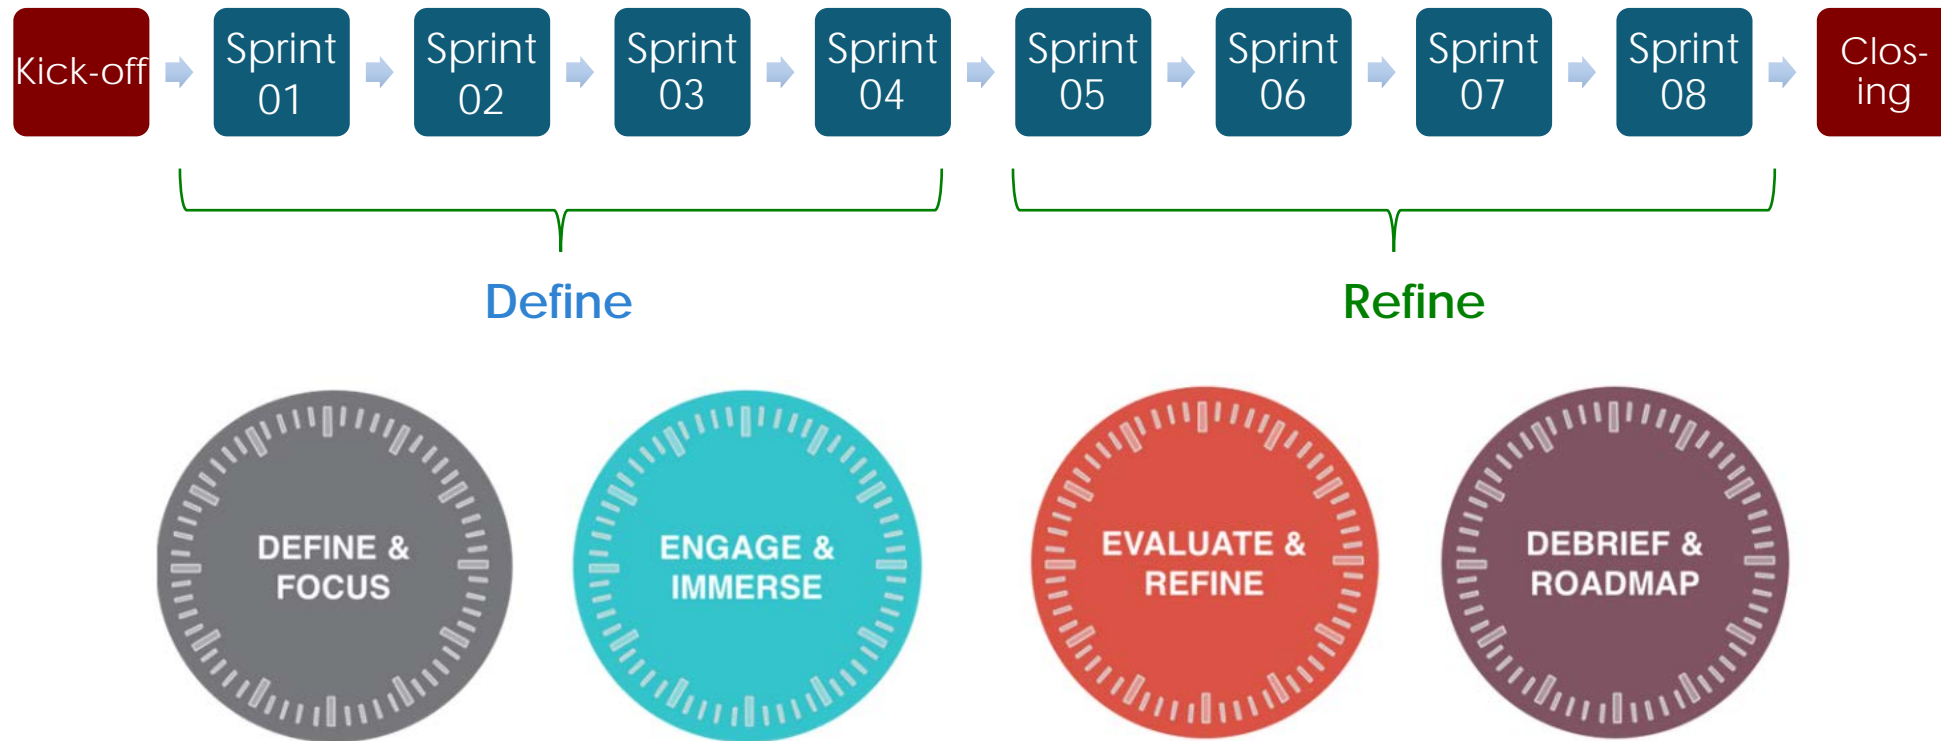 Kick-off
Sprint
01
Sprint
02
Sprint
03
Sprint
04
Sprint
05
Sprint
06
Sprint
07
Sprint
08
Clos-
ing
Define
Refine
DEFINE &
FOCUS
ENGAGE &
IMMERSE
EVALUATE &
REFINE
DEBRIEF &
ROADMAP